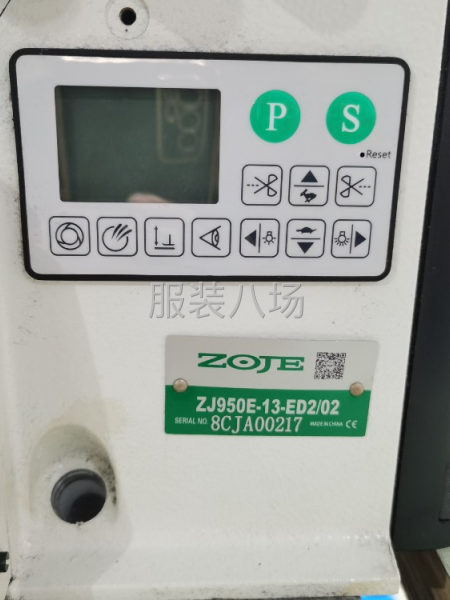 P S
Reset
服装八场
ZOJE
ZJ950E-13-ED2/02
SERIAL NO. 8CJA00217 MADE IN CHINA CE